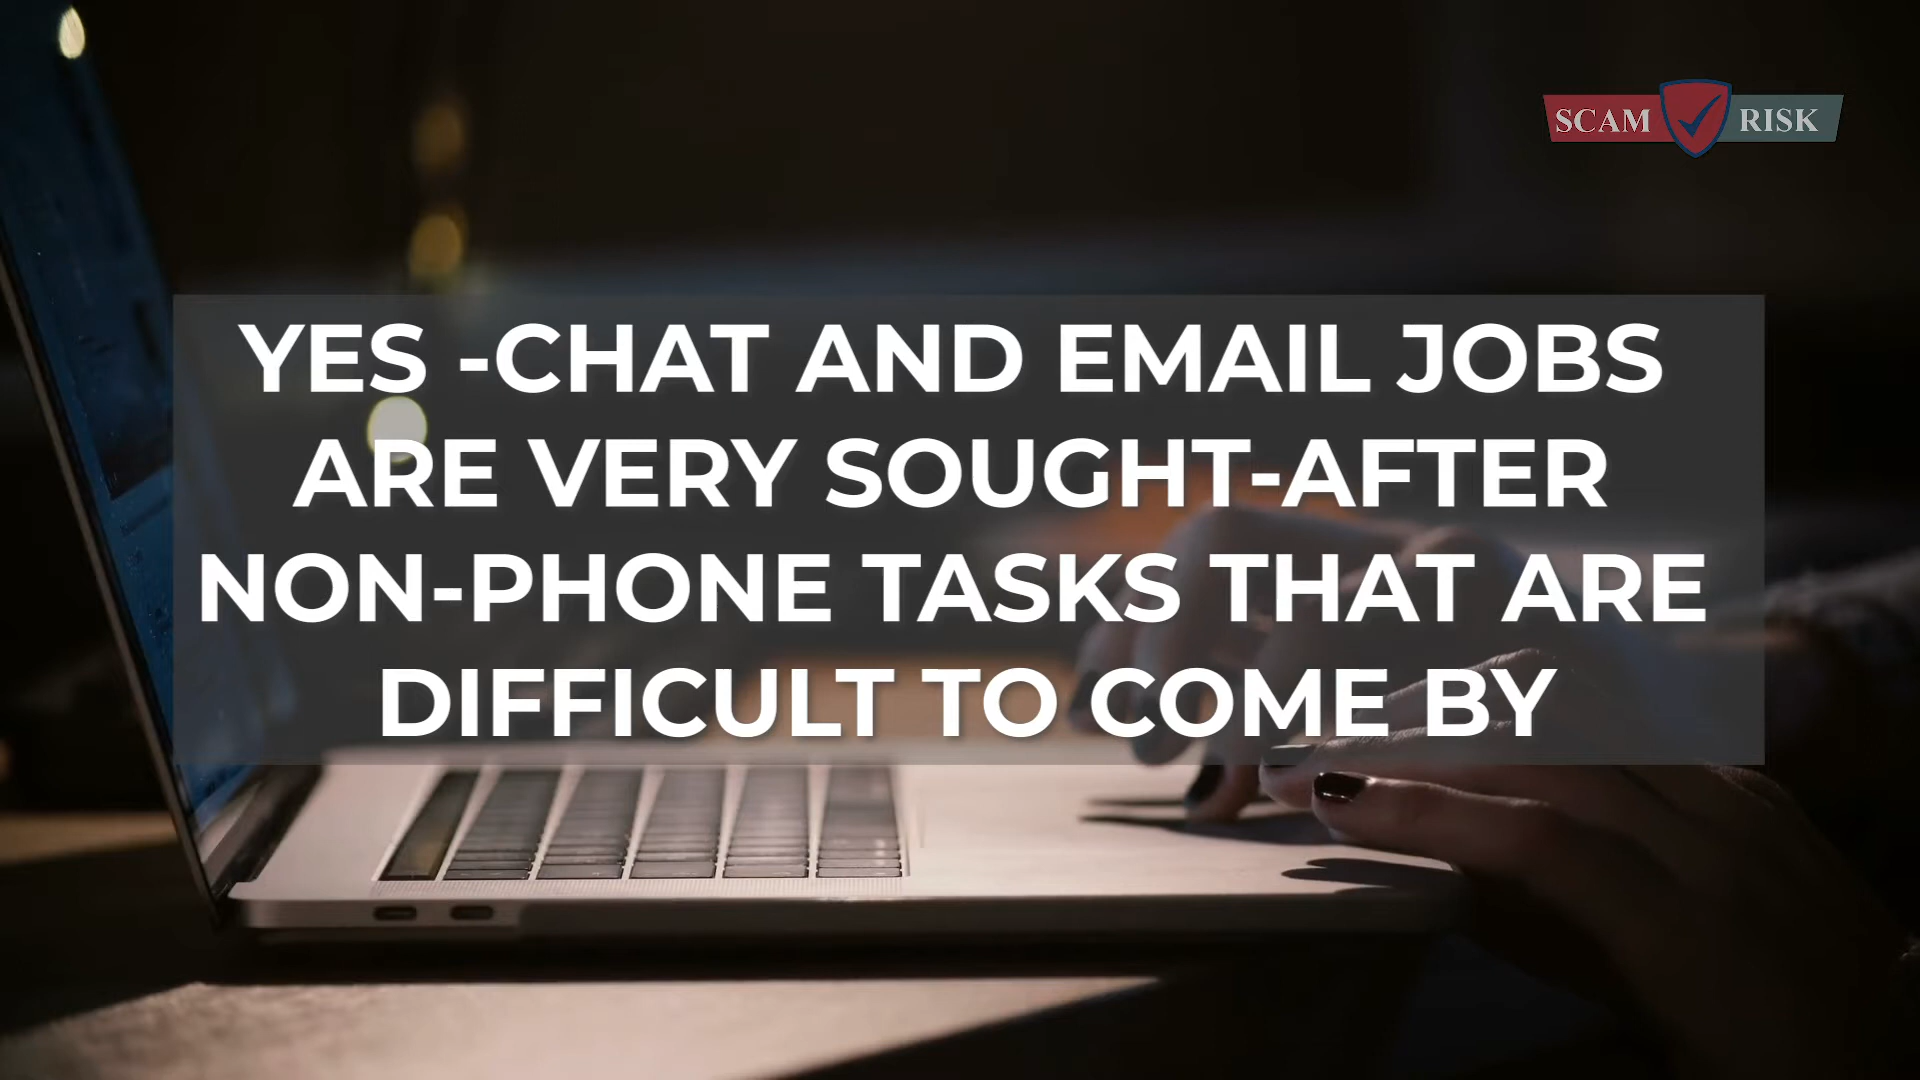 SCAM RISK
YES -CHAT AND EMAIL JOBS
ARE VERY SOUGHT-AFTER
NON-PHONE TASKS THAT ARE
DIFFICULT TO COME BY